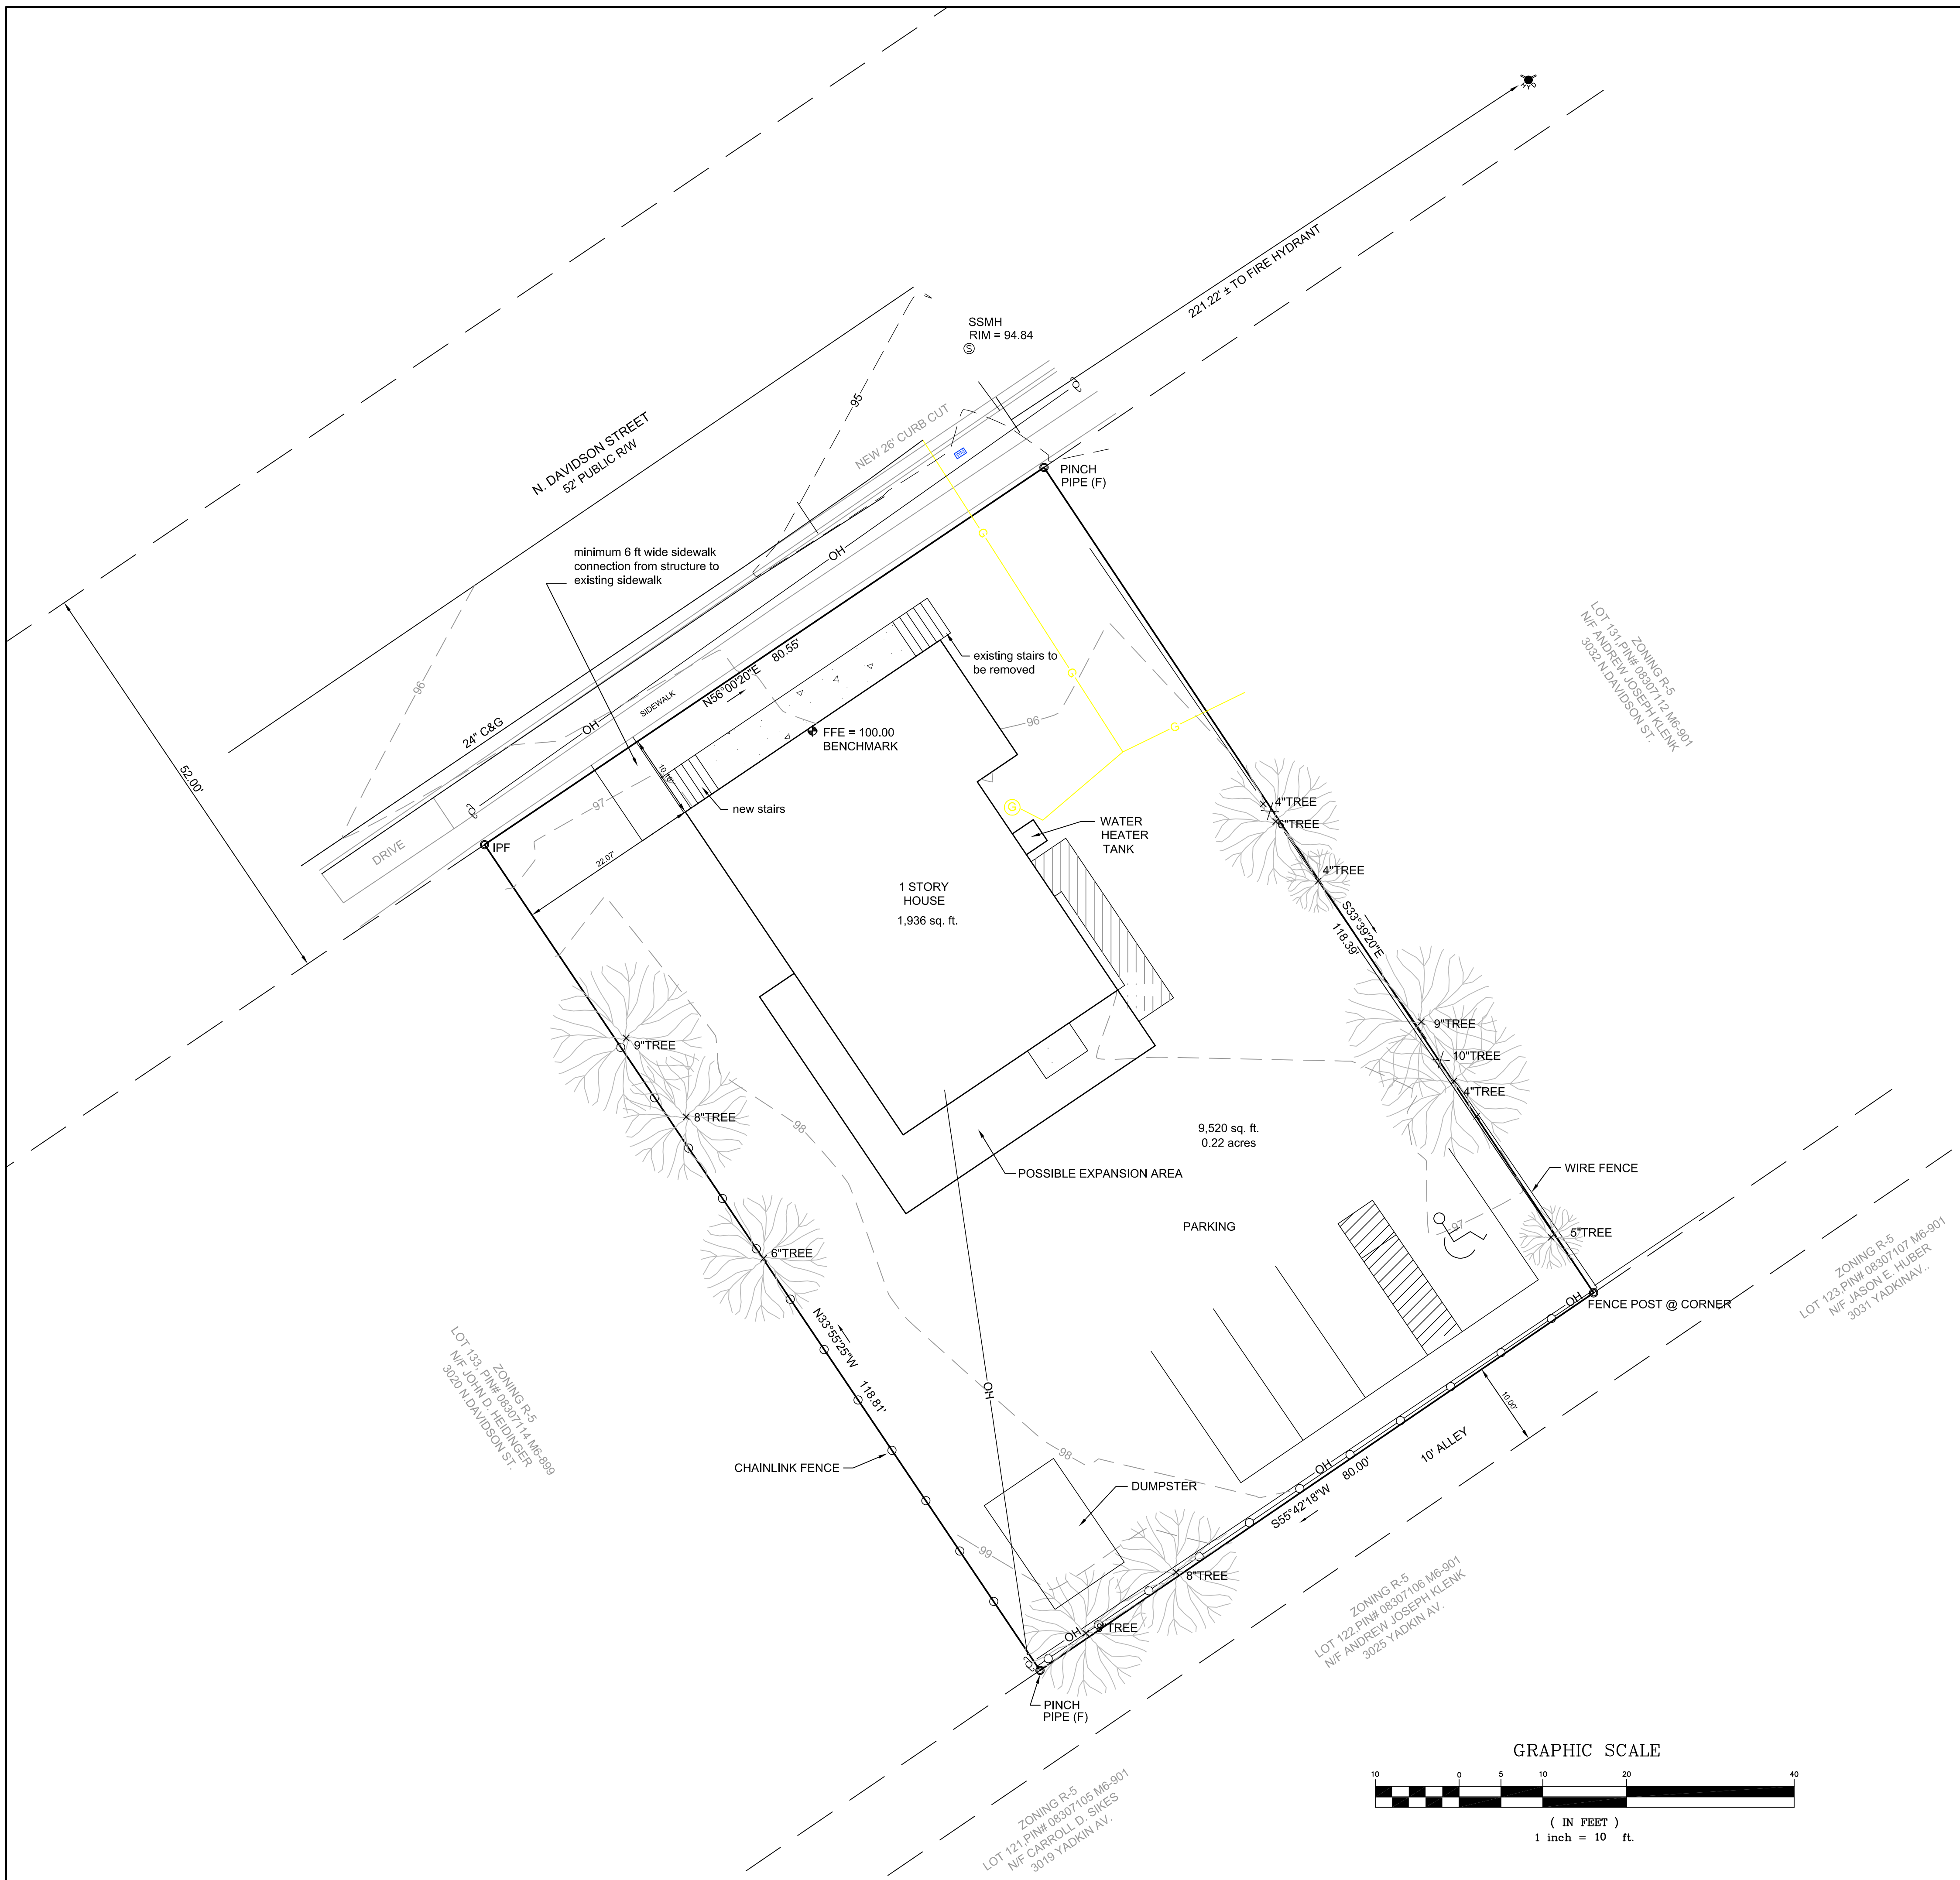 221.22' ± TO FIRE HYDRANT
SSMH
RIM = 94.84
S
95
NEW 26' CURB CUT
N. DAVIDSON STREET
52' PUBLIC R/W
PINCH
PIPE (F)
OH
minimum 6 ft wide sidewalk
connection from structure to
existing sidewalk
G
80.55'
N56°00'20"E
existing stairs to
be removed
SIDEWALK
96
G
ZONING R-5
LOT 131,PIN# 08307112 M6-901
N/F ANDREW JOSEPH KLENK
3032 N.DAVIDSON ST.
24" C&G
OH
FFE = 100.00
BENCHMARK
96
G
52.00'
10.16'
97
new stairs
G
4"TREE
6"TREE
WATER
HEATER
TANK
DRIVE
IPF
22.07'
4"TREE
1 STORY
HOUSE
1,936 sq. ft.
S33°39'20"E
118.39'
9"TREE
9"TREE
10"TREE
4"TREE
8"TREE
98
9,520 sq. ft.
0.22 acres
POSSIBLE EXPANSION AREA
WIRE FENCE
PARKING
97
5"TREE
6"TREE
ZONING R-5
LOT 123,PIN# 08307107 M6-901
N/F JASON E. HUBER
3031 YADKINAV..
OH
FENCE POST @ CORNER
N33°55'25"W
118.81'
ZONING R-5
LOT 133, PIN# 08307114 M6-899
N/F JOHN D. HEIDINGER
3020 N.DAVIDSON ST.
OH
10.00'
10' ALLEY
98
OH
80.00'
S55°42'18"W
CHAINLINK FENCE
DUMPSTER
99
8"TREE
ZONING R-5
LOT 122,PIN# 08307106 M6-901
N/F ANDREW JOSEPH KLENK
3025 YADKIN AV.
OH
TREE
PINCH
PIPE (F)
ZONING R-5
LOT 121,PIN# 08307105 M6-901
N/F CARROLL D. SIKES
3019 YADKIN AV.
GRAPHIC SCALE
10 0 5 10 20 40
( IN FEET )
1 inch = 10 ft.